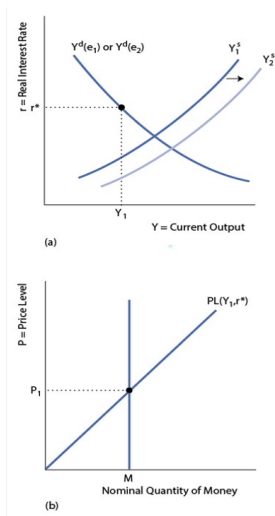 r = Real Interest Rate
Yᵈ(e₁) or Yᵈ(e₂)
Y₁ˢ
Y₂ˢ
r*
Y₁
Y = Current Output
(a)
P = Price Level
PL(Y₁,r*)
P₁
M
Nominal Quantity of Money
(b)